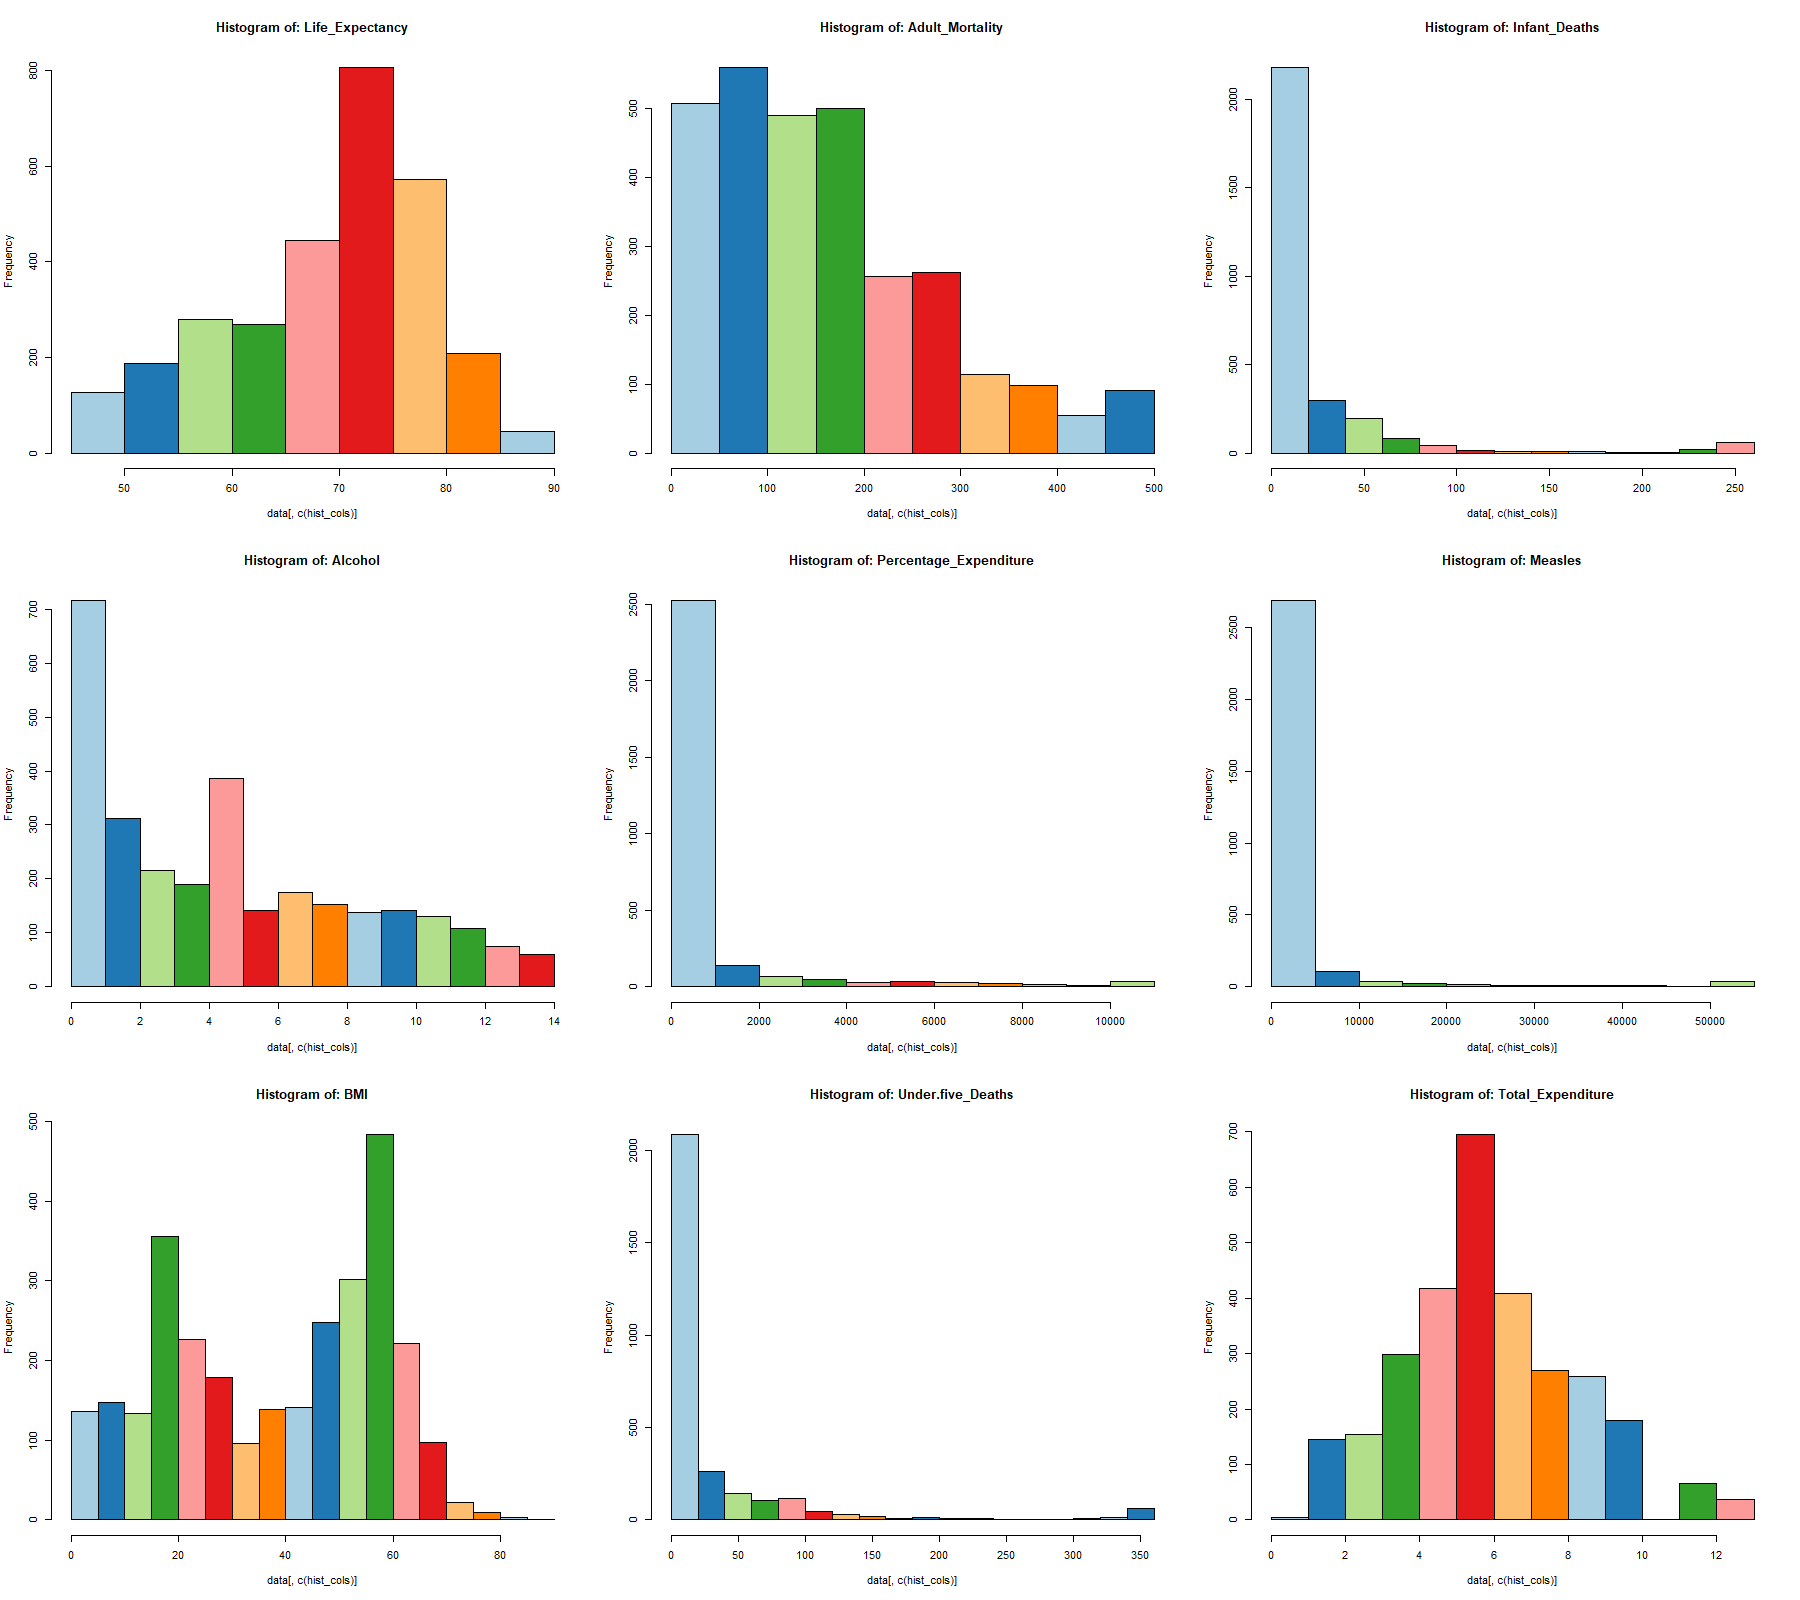 Histogram of: Life_Expectancy
Frequency
0
200
400
600
800
50 60 70 80 90
data[, c(hist_cols)]
Histogram of: Adult_Mortality
Frequency
0
100
200
300
400
500
0 100 200 300 400 500
data[, c(hist_cols)]
Histogram of: Infant_Deaths
Frequency
0
500
1000
1500
2000
0 50 100 150 200 250
data[, c(hist_cols)]
Histogram of: Alcohol
Frequency
0
100
200
300
400
500
600
700
0 2 4 6 8 10 12 14
data[, c(hist_cols)]
Histogram of: Percentage_Expenditure
Frequency
0
500
1000
1500
2000
2500
0 2000 4000 6000 8000 10000
data[, c(hist_cols)]
Histogram of: Measles
Frequency
0
500
1000
1500
2000
2500
0 10000 20000 30000 40000 50000
data[, c(hist_cols)]
Histogram of: BMI
Frequency
0
100
200
300
400
500
0 20 40 60 80
data[, c(hist_cols)]
Histogram of: Under.five_Deaths
Frequency
0
500
1000
1500
2000
0 50 100 150 200 250 300 350
data[, c(hist_cols)]
Histogram of: Total_Expenditure
Frequency
0
100
200
300
400
500
600
700
0 2 4 6 8 10 12
data[, c(hist_cols)]